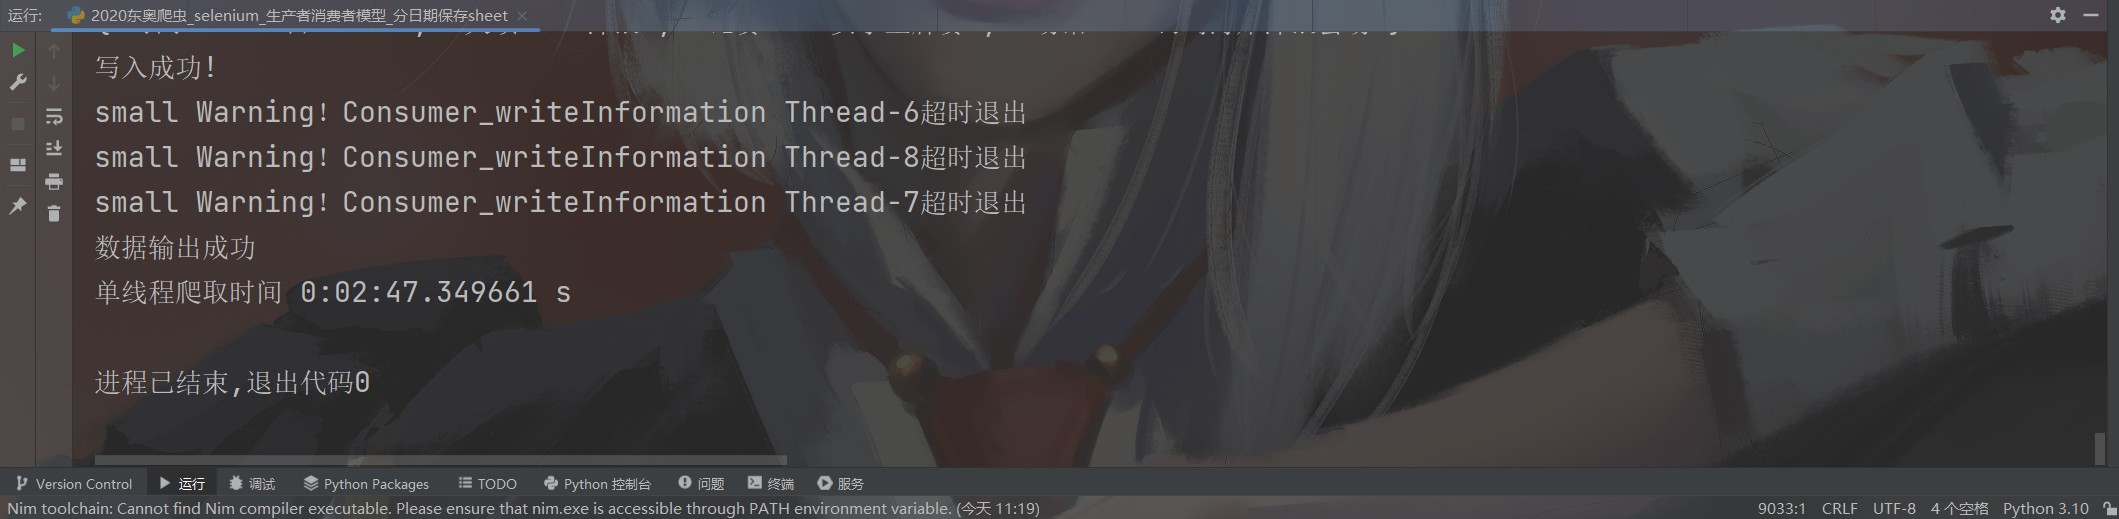 运行: 2020东奥爬虫_selenium_生产者消费者模型_分日期保存sheet
写入成功!
small Warning! Consumer_writeInformation Thread-6超时退出
small Warning! Consumer_writeInformation Thread-8超时退出
small Warning! Consumer_writeInformation Thread-7超时退出
数据输出成功
单线程爬取时间 0:02:47.349661 s
进程已结束,退出代码0
Version Control 运行 调试 Python Packages TODO Python 控制台 问题 终端 服务
Nim toolchain: Cannot find Nim compiler executable. Please ensure that nim.exe is accessible through PATH environment variable. (今天 11:19) 9033:1 CRLF UTF-8 4 个空格 Python 3.10